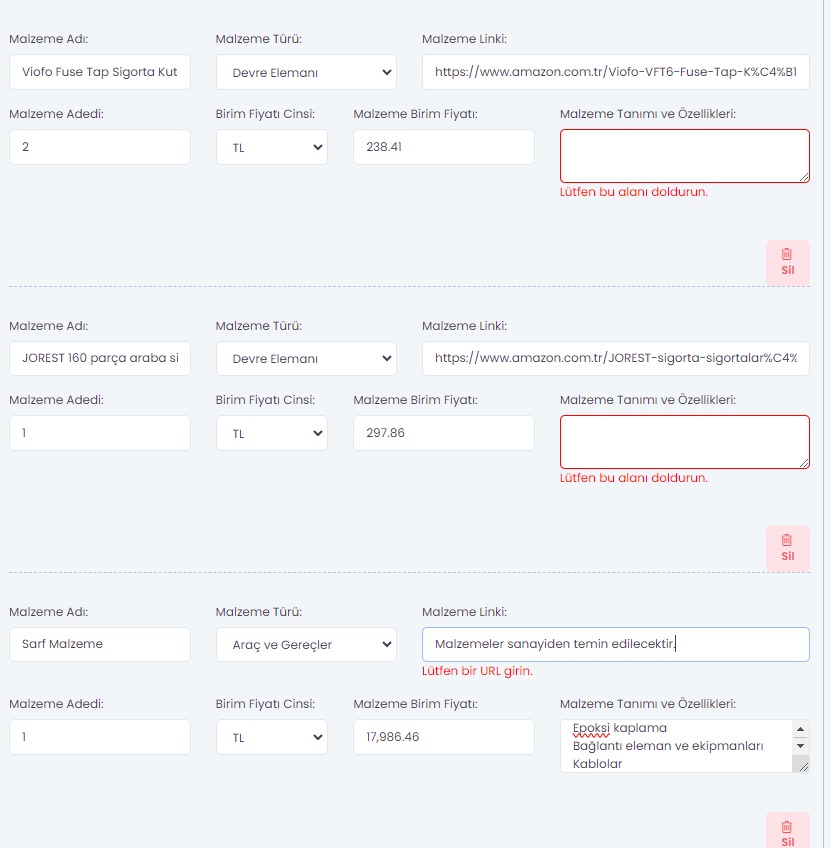 Malzeme Adı: Malzeme Türü: Malzeme Linki:
Viofo Fuse Tap Sigorta Kut Devre Elemanı https://www.amazon.com.tr/Viofo-VFT6-Fuse-Tap-K%C4%B1
Malzeme Adedi: Birim Fiyatı Cinsi: Malzeme Birim Fiyatı: Malzeme Tanımı ve Özellikleri:
2 TL 238.41
Lütfen bu alanı doldurun.
Sil
Malzeme Adı: Malzeme Türü: Malzeme Linki:
JOREST 160 parça araba si Devre Elemanı https://www.amazon.com.tr/JOREST-sigorta-sigortalar%C4%
Malzeme Adedi: Birim Fiyatı Cinsi: Malzeme Birim Fiyatı: Malzeme Tanımı ve Özellikleri:
1 TL 297.86
Lütfen bu alanı doldurun.
Sil
Malzeme Adı: Malzeme Türü: Malzeme Linki:
Sarf Malzeme Araç ve Gereçler Malzemeler sanayiden temin edilecektir.
Lütfen bir URL girin.
Malzeme Adedi: Birim Fiyatı Cinsi: Malzeme Birim Fiyatı: Malzeme Tanımı ve Özellikleri:
1 TL 17,986.46 Epoksi kaplama
Bağlantı eleman ve ekipmanları
Kablolar
Sil